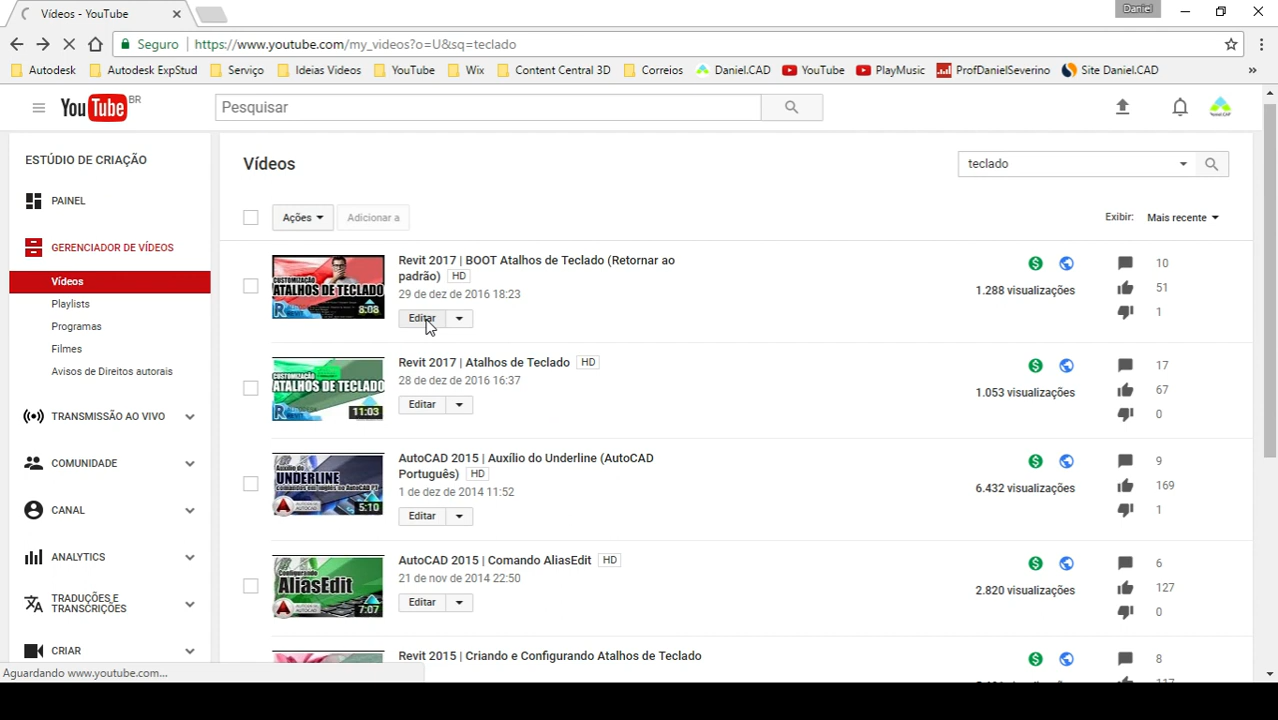 Vídeos - YouTube
Daniel
Seguro
https://www.youtube.com/my_videos?o=U&sq=teclado
Autodesk
Autodesk ExpStud
Serviço
Ideias Videos
YouTube
Wix
Content Central 3D
Correios
Daniel.CAD
YouTube
PlayMusic
ProfDanielSeverino
Site Daniel.CAD
YouTube BR
Pesquisar
ESTÚDIO DE CRIAÇÃO
PAINEL
GERENCIADOR DE VÍDEOS
Vídeos
Playlists
Programas
Filmes
Avisos de Direitos autorais
TRANSMISSÃO AO VIVO
COMUNIDADE
CANAL
ANALYTICS
TRADUÇÕES E
TRANSCRIÇÕES
CRIAR
Vídeos
teclado
Ações
Adicionar a
Exibir:
Mais recente
CUSTOMIZAÇÃO
ATALHOS DE TECLADO
8:08
Revit 2017 | BOOT Atalhos de Teclado (Retornar ao
padrão) HD
29 de dez de 2016 18:23
Editar
1.288 visualizações
10
51
1
CUSTOMIZAÇÃO
ATALHOS DE TECLADO
11:03
Revit 2017 | Atalhos de Teclado HD
28 de dez de 2016 16:37
Editar
1.053 visualizações
17
67
0
Auxílio do
UNDERLINE
5:10
AutoCAD 2015 | Auxílio do Underline (AutoCAD
Português) HD
1 de dez de 2014 11:52
Editar
6.432 visualizações
9
169
1
Configurando
AliasEdit
7:07
AutoCAD 2015 | Comando AliasEdit HD
21 de nov de 2014 22:50
Editar
2.820 visualizações
6
127
0
Revit 2015 | Criando e Configurando Atalhos de Teclado
8
Aguardando www.youtube.com...